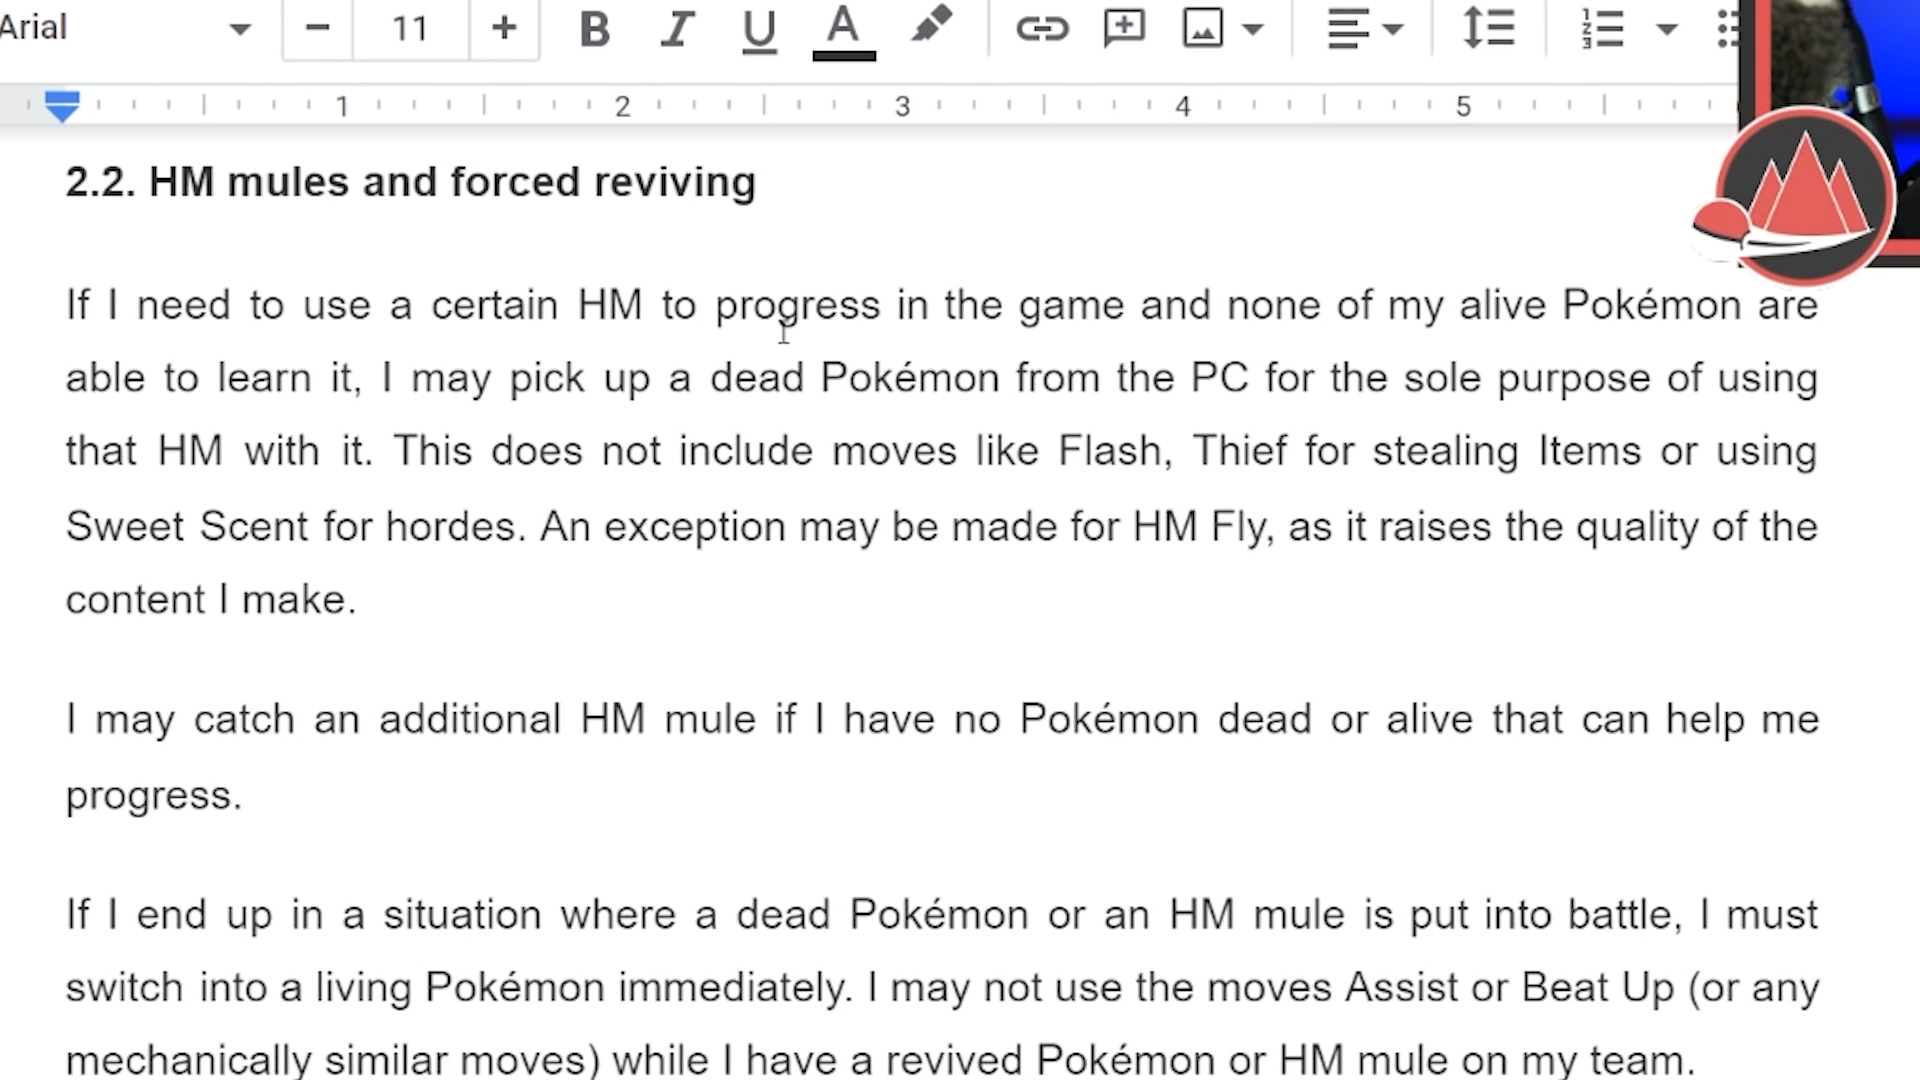 Arial
11
B I U A
1 2 3 4 5
2.2. HM mules and forced reviving
If I need to use a certain HM to progress in the game and none of my alive Pokémon are
able to learn it, I may pick up a dead Pokémon from the PC for the sole purpose of using
that HM with it. This does not include moves like Flash, Thief for stealing Items or using
Sweet Scent for hordes. An exception may be made for HM Fly, as it raises the quality of the
content I make.
I may catch an additional HM mule if I have no Pokémon dead or alive that can help me
progress.
If I end up in a situation where a dead Pokémon or an HM mule is put into battle, I must
switch into a living Pokémon immediately. I may not use the moves Assist or Beat Up (or any
mechanically similar moves) while I have a revived Pokémon or HM mule on my team.